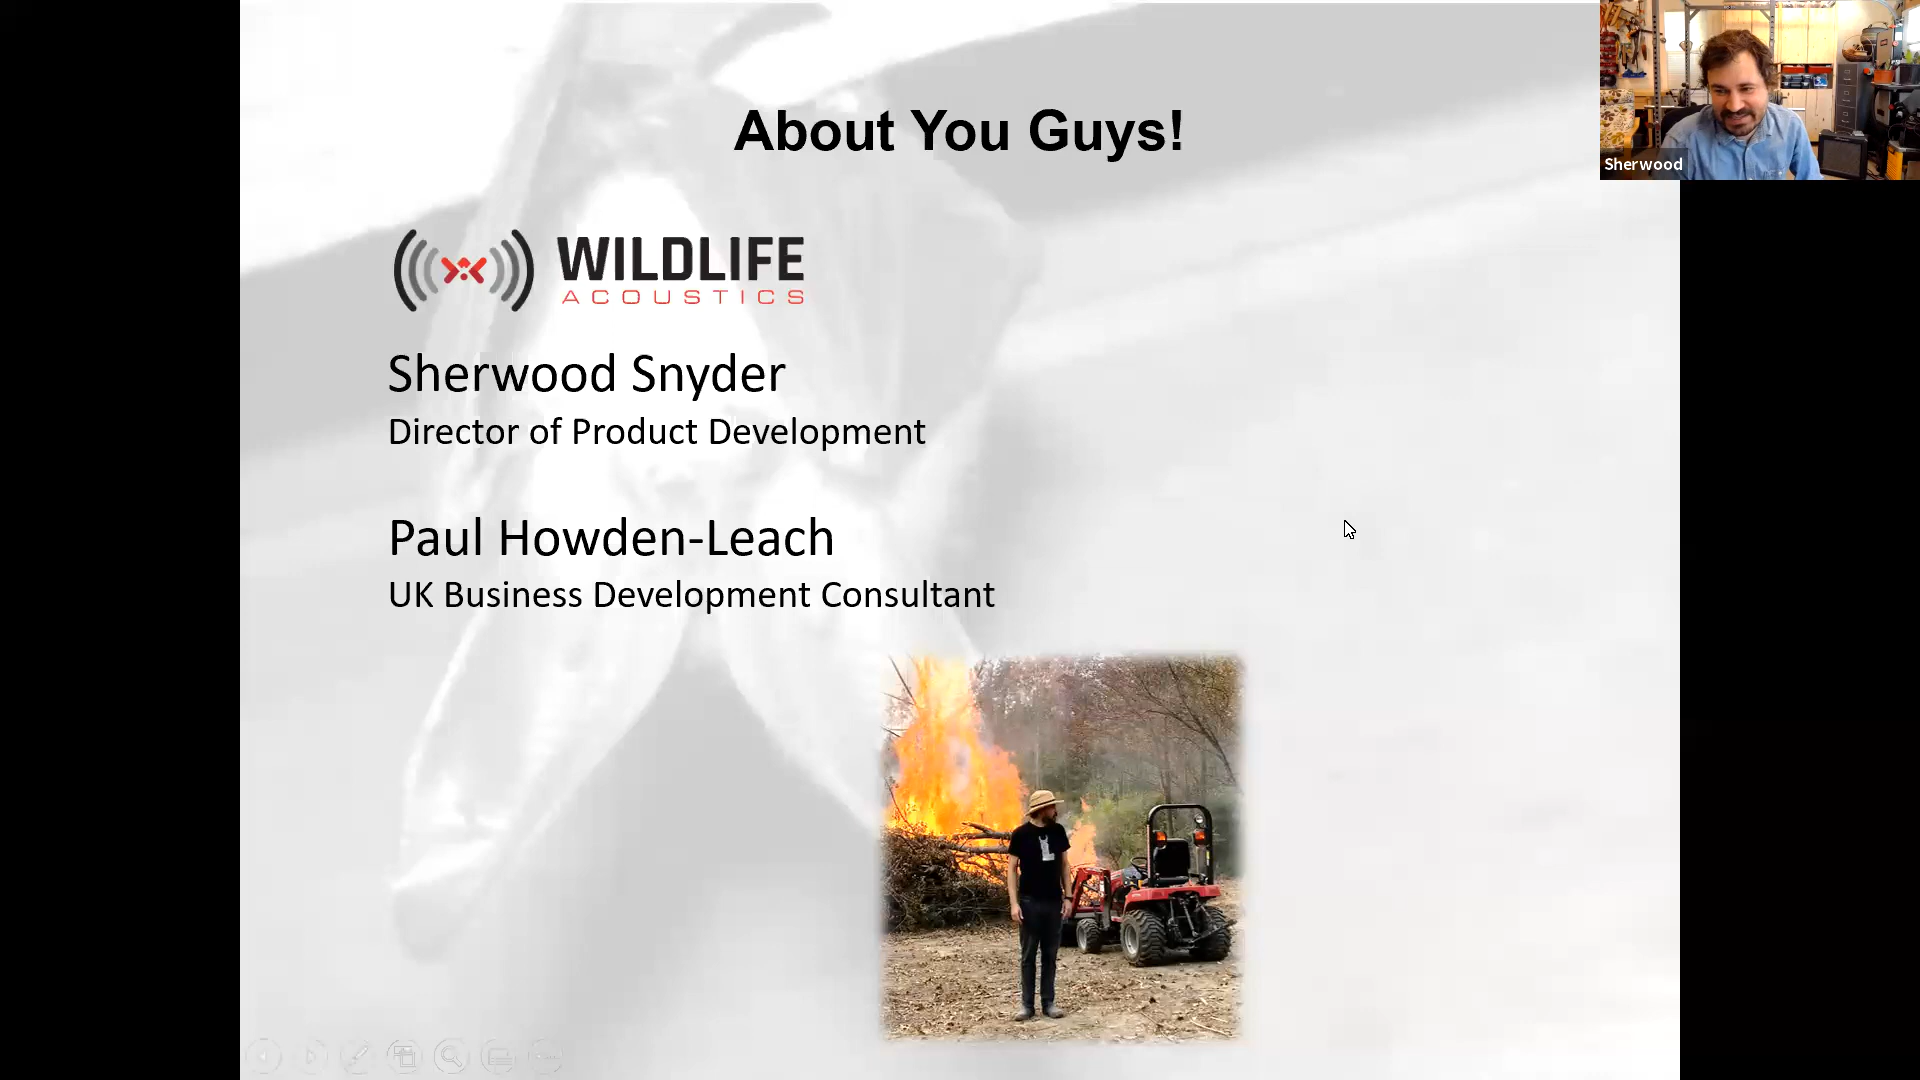 About You Guys!
Sherwood
WILDLIFE
ACOUSTICS
Sherwood Snyder
Director of Product Development
Paul Howden-Leach
UK Business Development Consultant